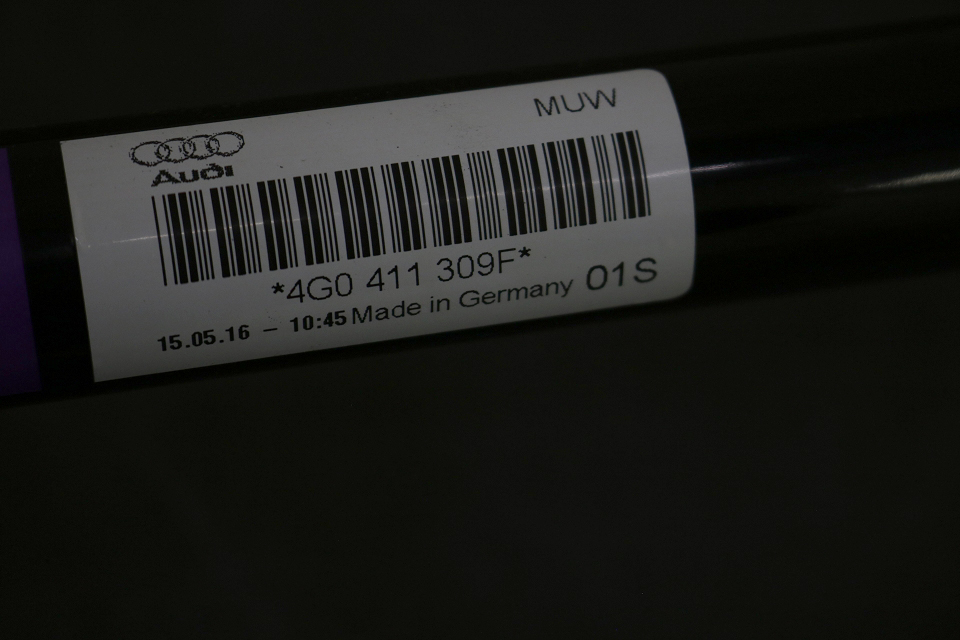 MUW
Audi
*4G0 411 309F*
15.05.16 – 10:45 Made in Germany 01S